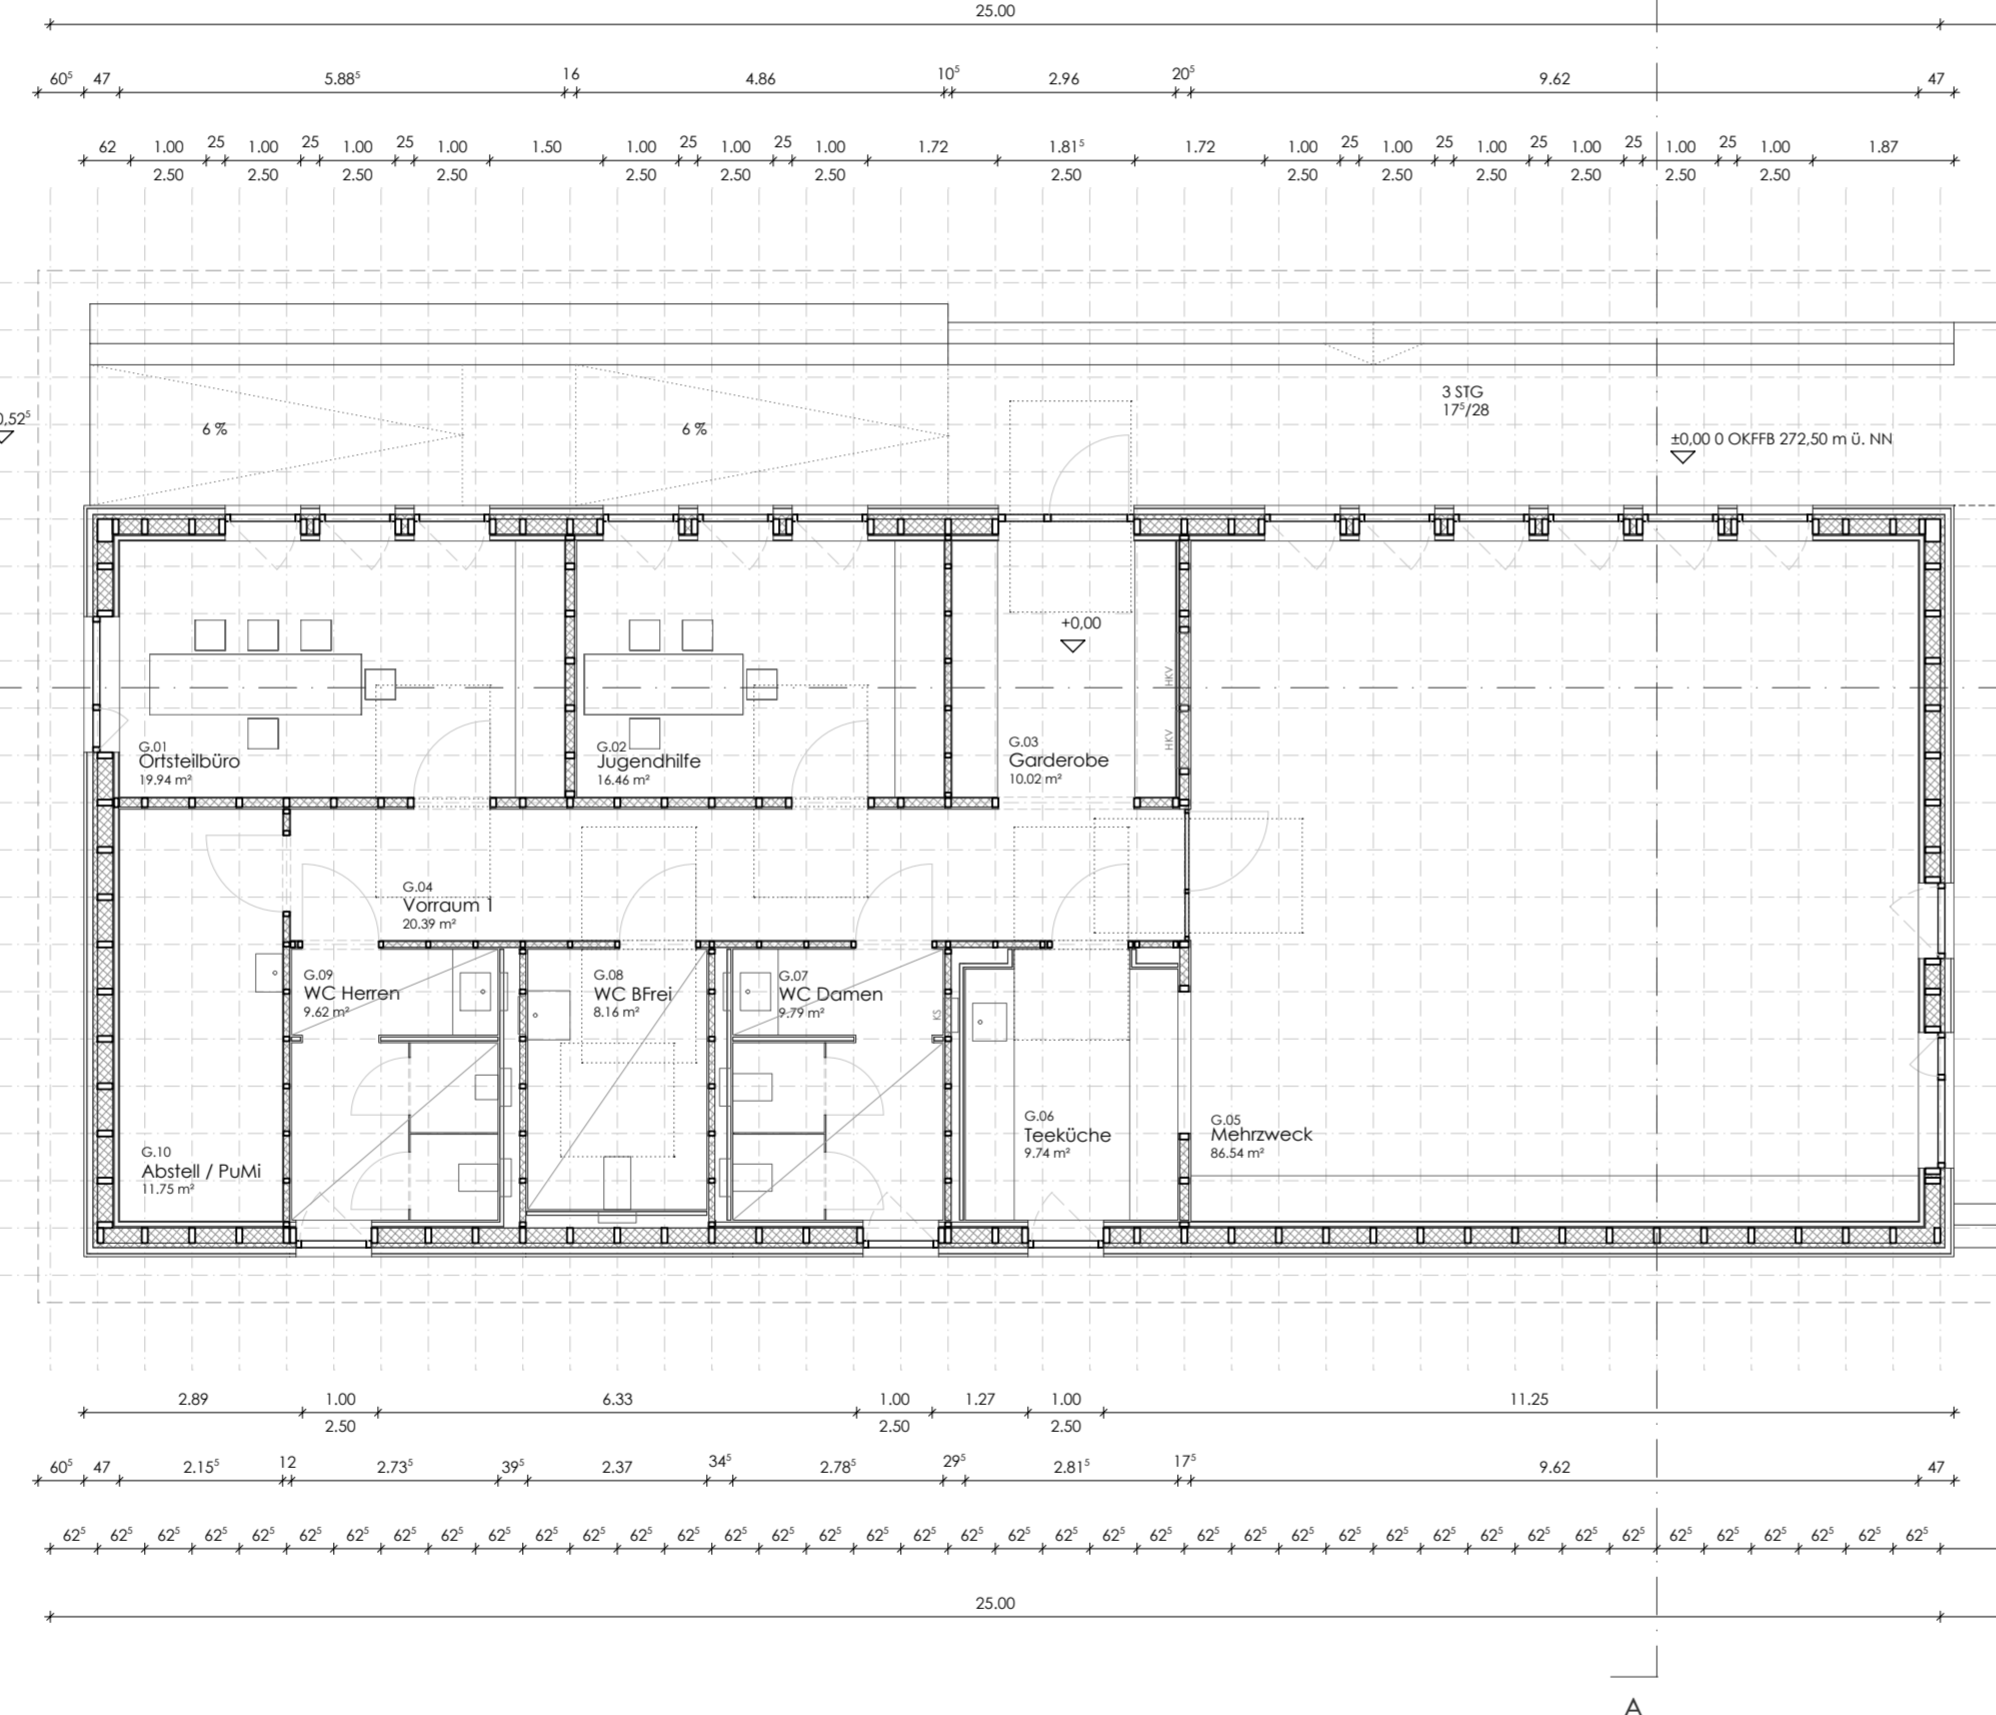 25.00
60⁵ 47 5.88⁵ 16 4.86 10⁵ 2.96 20⁵ 9.62 47
62 1.00 25 1.00 25 1.00 25 1.00 1.50 1.00 25 1.00 25 1.00 1.72 1.81⁵ 1.72 1.00 25 1.00 25 1.00 25 1.00 25 1.00 25 1.00 1.87
2.50 2.50 2.50 2.50 2.50 2.50 2.50 2.50 2.50 2.50 2.50 2.50 2.50 2.50
3 STG
17⁵/28
0,52⁵
6 %
6 %
±0,00 0 OKFFB 272,50 m ü. NN
+0,00
HKV
HKV
G.01
Ortsteilbüro
19.94 m²
G.02
Jugendhilfe
16.46 m²
G.03
Garderobe
10.02 m²
G.04
Vorraum 1
20.39 m²
G.09
WC Herren
9.62 m²
G.08
WC BFrei
8.16 m²
G.07
WC Damen
9.79 m²
KS
G.06
Teeküche
9.74 m²
G.05
Mehrzweck
86.54 m²
G.10
Abstell / PuMi
11.75 m²
2.89 1.00 6.33 1.00 1.27 1.00 11.25
2.50 2.50 2.50
60⁵ 47 2.15⁵ 12 2.73⁵ 39⁵ 2.37 34⁵ 2.78⁵ 29⁵ 2.81⁵ 17⁵ 9.62 47
62⁵ 62⁵ 62⁵ 62⁵ 62⁵ 62⁵ 62⁵ 62⁵ 62⁵ 62⁵ 62⁵ 62⁵ 62⁵ 62⁵ 62⁵ 62⁵ 62⁵ 62⁵ 62⁵ 62⁵ 62⁵ 62⁵ 62⁵ 62⁵ 62⁵ 62⁵ 62⁵ 62⁵ 62⁵ 62⁵ 62⁵ 62⁵ 62⁵ 62⁵ 62⁵ 62⁵ 62⁵ 62⁵ 62⁵ 62⁵
25.00
A